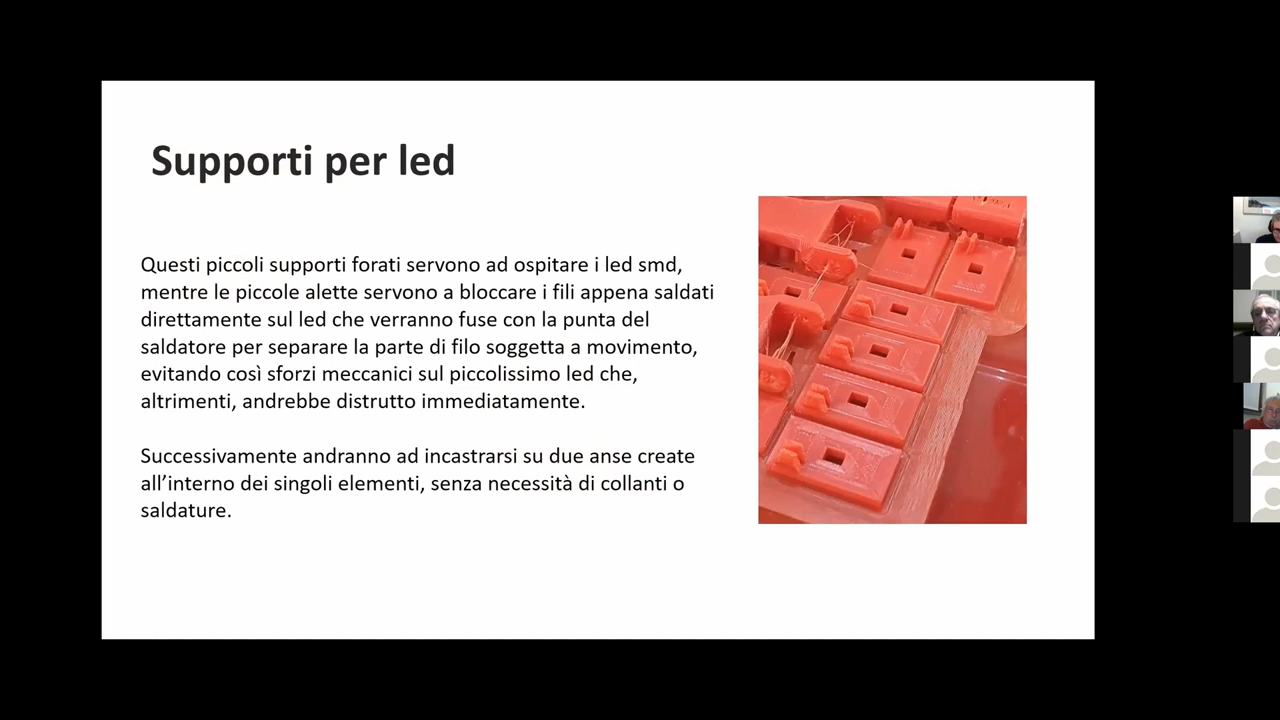 Supporti per led
Questi piccoli supporti forati servono ad ospitare i led smd,
mentre le piccole alette servono a bloccare i fili appena saldati
direttamente sul led che verranno fuse con la punta del
saldatore per separare la parte di filo soggetta a movimento,
evitando così sforzi meccanici sul piccolissimo led che,
altrimenti, andrebbe distrutto immediatamente.
Successivamente andranno ad incastrarsi su due anse create
all’interno dei singoli elementi, senza necessità di collanti o
saldature.